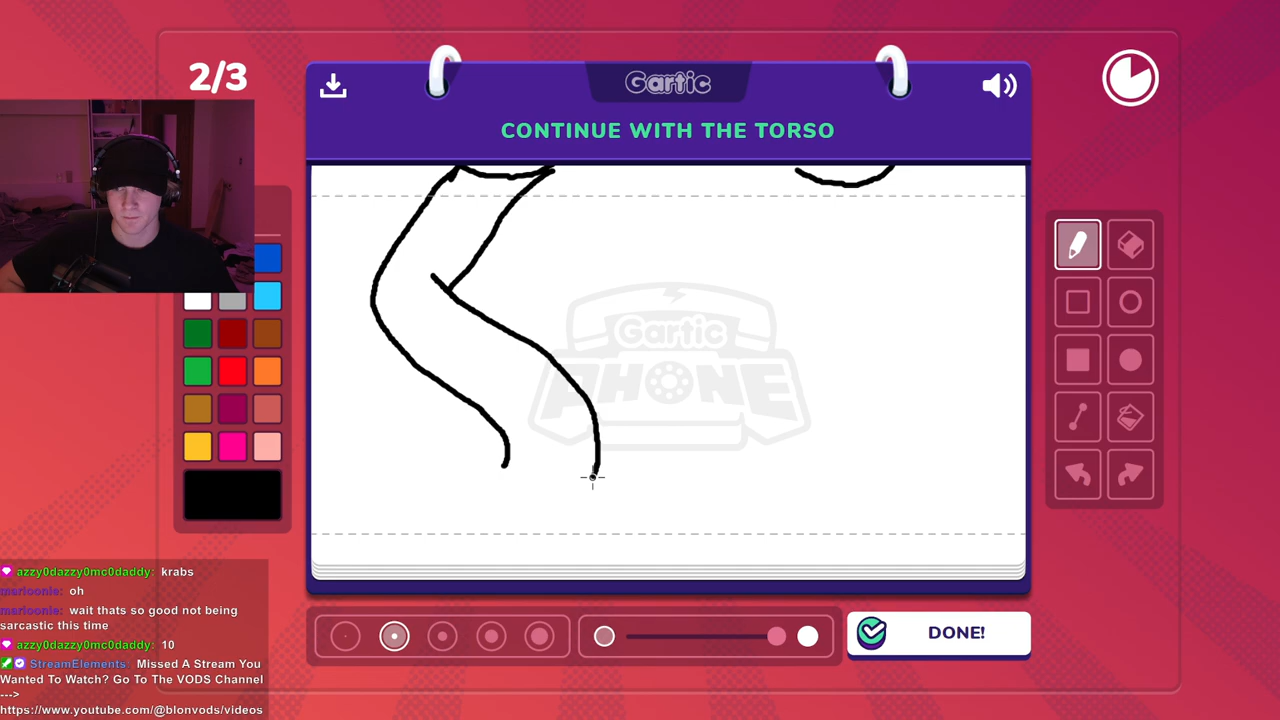 2/3
Gartic
CONTINUE WITH THE TORSO
Gartic
PHONE
azzy0dazzy0mc0daddy: krabs
marloonie: oh
marloonie: wait thats so good not being
sarcastic this time
azzy0dazzy0mc0daddy: 10
StreamElements: Missed A Stream You
Wanted To Watch? Go To The VODS Channel
--->
https://www.youtube.com/@blonvods/videos
DONE!